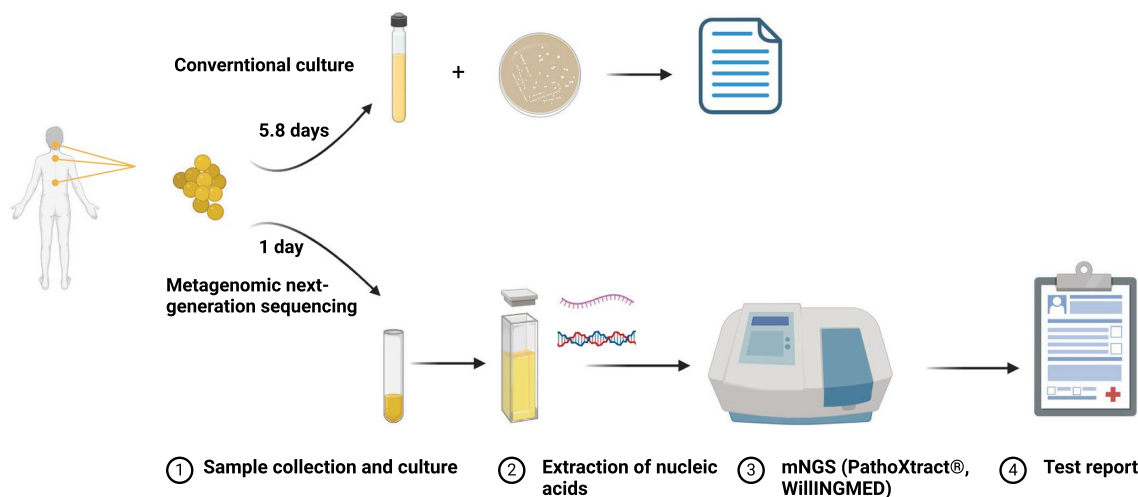 Converntional culture
+
5.8 days
1 day
Metagenomic next-
generation sequencing
1 Sample collection and culture
2 Extraction of nucleic
acids
3 mNGS (PathoXtract®,
WillINGMED)
4 Test report